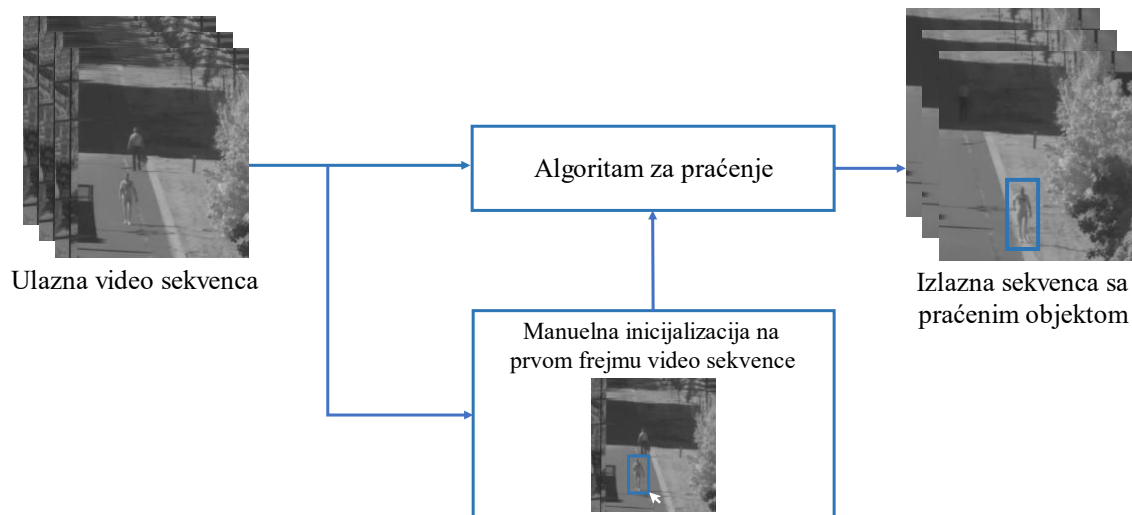 Ulazna video sekvenca
Algoritam za praćenje
Manuelna inicijalizacija na
prvom frejmu video sekvence
Izlazna sekvenca sa
praćenim objektom